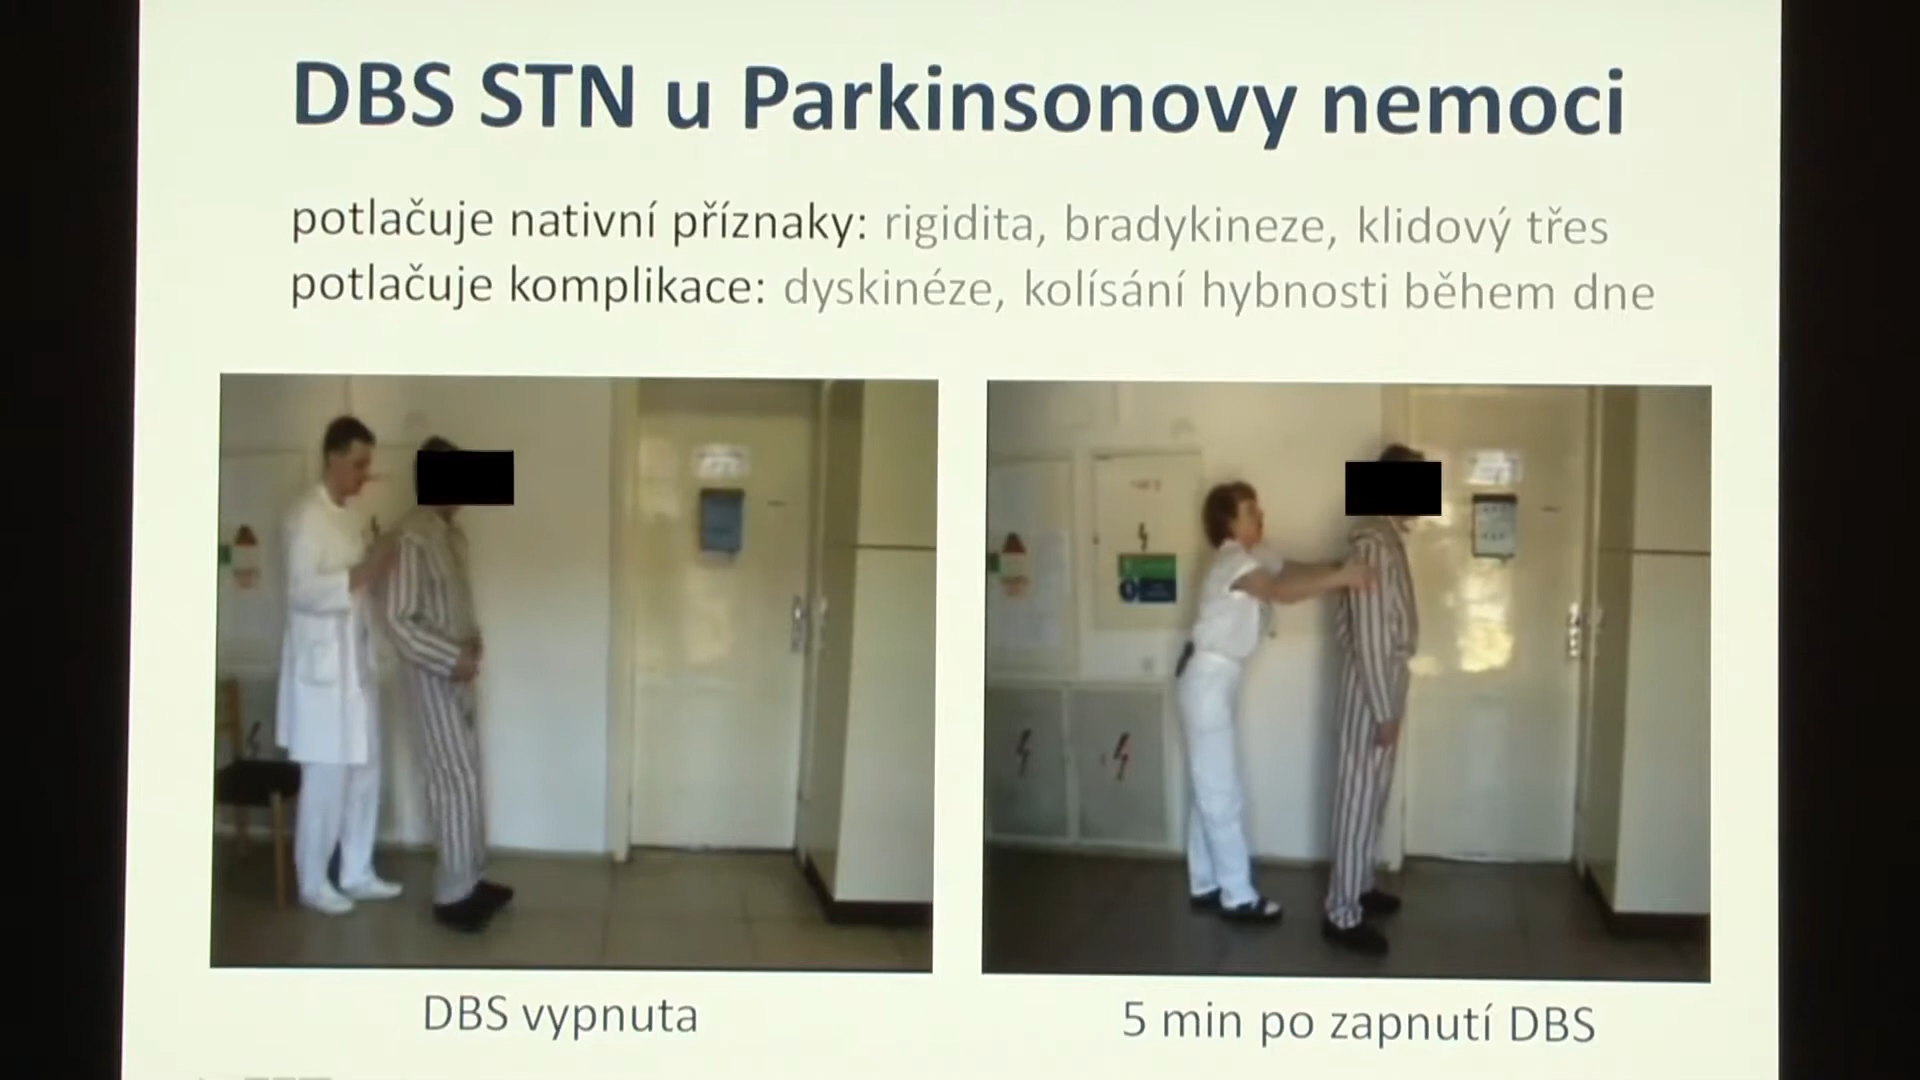 DBS STN u Parkinsonovy nemoci
potlačuje nativní příznaky: rigidita, bradykineze, klidový třes
potlačuje komplikace: dyskinéze, kolísání hybnosti během dne
DBS vypnuta
5 min po zapnutí DBS